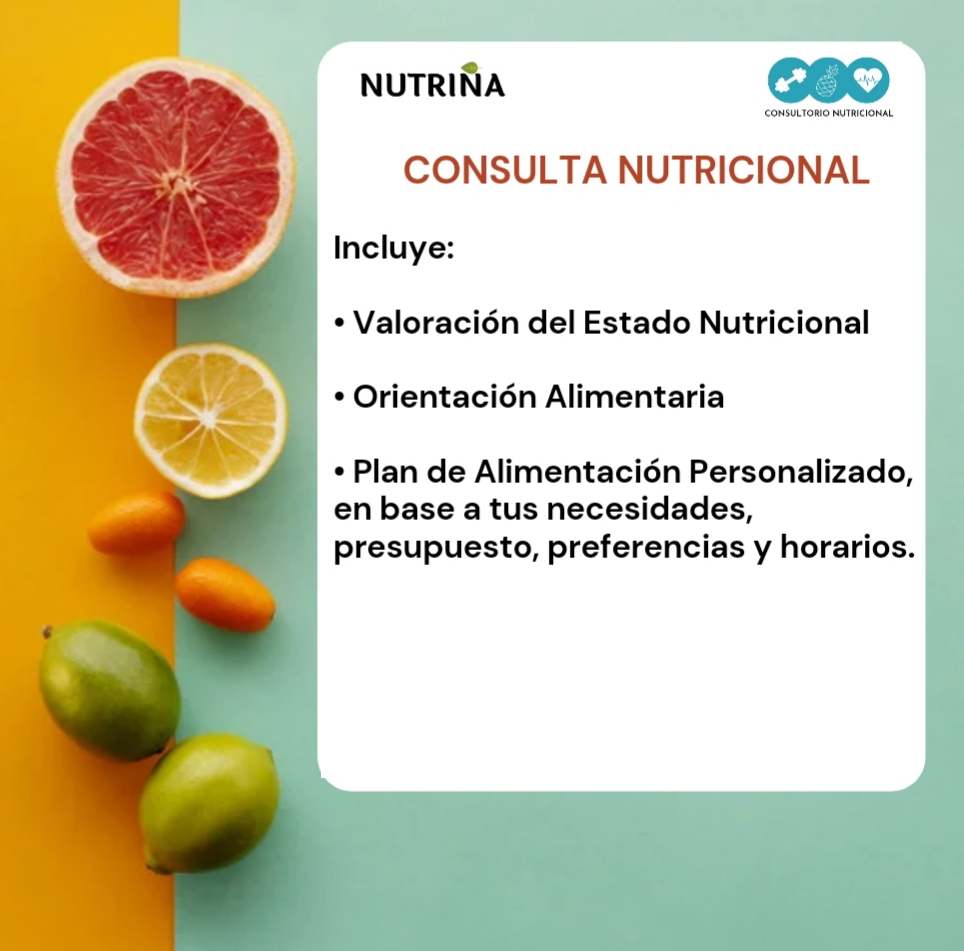 NUTRIÑA
CONSULTORIO NUTRICIONAL
CONSULTA NUTRICIONAL
Incluye:
• Valoración del Estado Nutricional
• Orientación Alimentaria
• Plan de Alimentación Personalizado,
en base a tus necesidades,
presupuesto, preferencias y horarios.